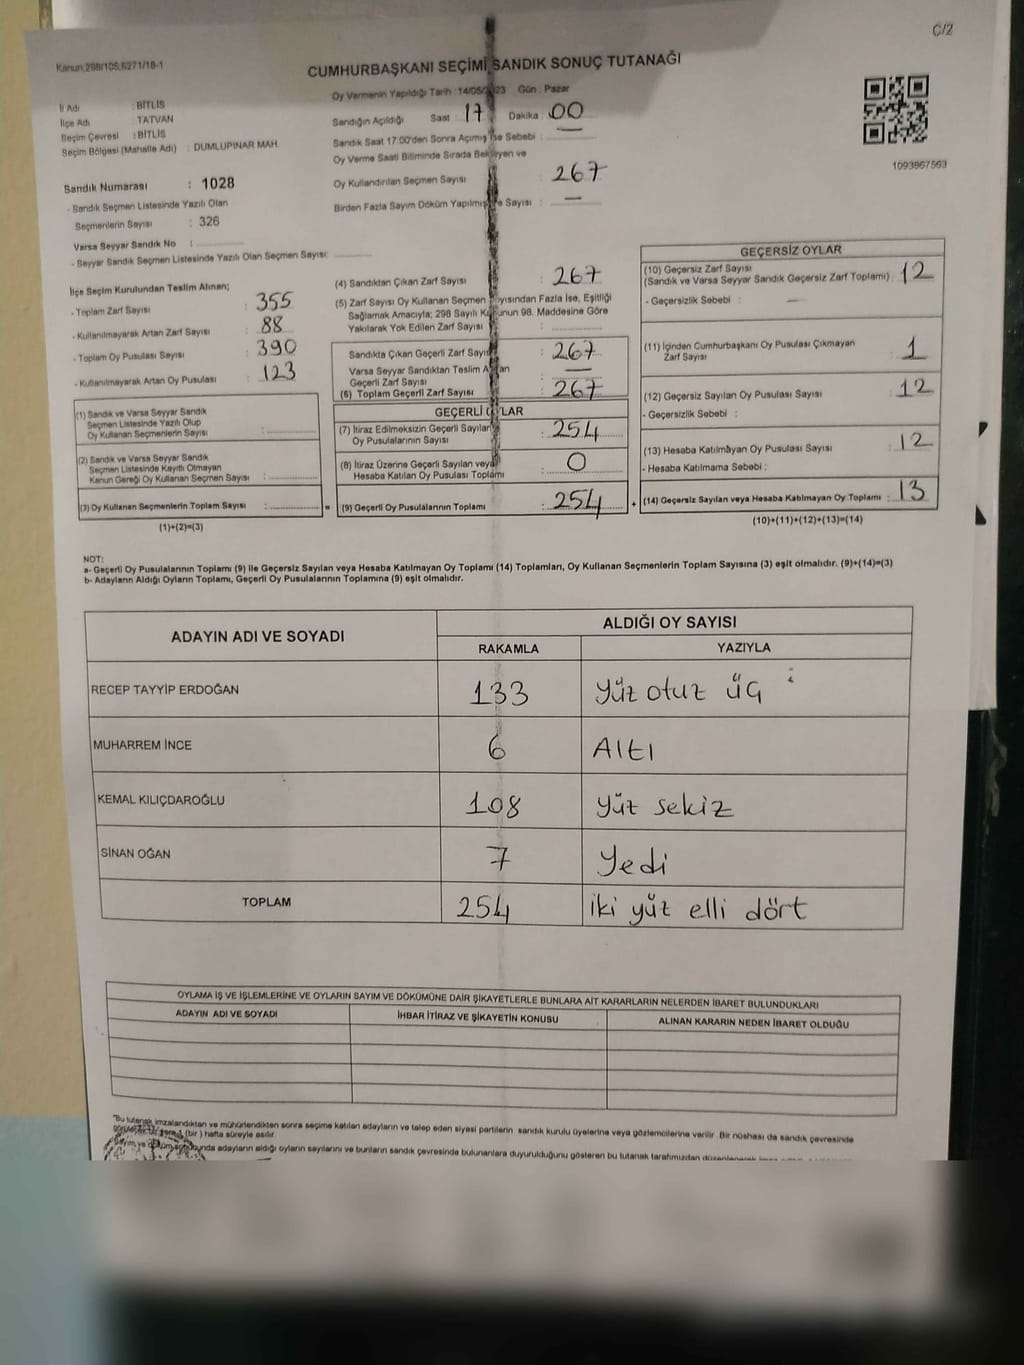 C/2
Kanun:298/105,6271/18-1
CUMHURBAŞKANI SEÇİMİ SANDIK SONUÇ TUTANAĞI
İl Adı : BİTLİS
İlçe Adı : TATVAN
Seçim Çevresi : BİTLİS
Seçim Bölgesi (Mahalle Adı) : DUMLUPINAR MAH.
Sandık Numarası : 1028
- Sandık Seçmen Listesinde Yazılı Olan
Seçmenlerin Sayısı : 326
Varsa Seyyar Sandık No :
- Seyyar Sandık Seçmen Listesinde Yazılı Olan Seçmen Sayısı:
Oy Vermenin Yapıldığı Tarih : 14/05/ 23 Gün : Pazar
Sandığın Açıldığı Saat : 17 Dakika : 00
Sandık Saat 17.00'den Sonra Açımış İse Sebebi : —
Oy Verme Saati Bitiminde Sırada Bekleyen ve
Oy Kullandırılan Seçmen Sayısı 267
Birden Fazla Sayım Döküm Yapılmış Sayısı : —
1093967563
İlçe Seçim Kurulundan Teslim Alınan;
- Toplam Zarf Sayısı : 355
- Kullanılmayarak Artan Zarf Sayısı : 88
- Toplam Oy Pusulası Sayısı : 390
- Kullanılmayarak Artan Oy Pusulası : 123
(1) Sandık ve Varsa Seyyar Sandık
Seçmen Listesinde Yazılı Olup
Oy Kullanan Seçmenlerin Sayısı :
(2) Sandık ve Varsa Seyyar Sandık
Seçmen Listesinde Kayıtlı Olmayan
Kanun Gereği Oy Kullanan Seçmen Sayısı :
(3) Oy Kullanan Seçmenlerin Toplam Sayısı :
(1)+(2)=(3)
(4) Sandıktan Çıkan Zarf Sayısı : 267
(5) Zarf Sayısı Oy Kullanan Seçmen Sayısından Fazla İse, Eşitliği
Sağlamak Amacıyla; 298 Sayılı Kanunun 98. Maddesine Göre
Yakılarak Yok Edilen Zarf Sayısı :
Sandıkta Çıkan Geçerli Zarf Sayısı : 267
Varsa Seyyar Sandıktan Teslim Alınan
Geçerli Zarf Sayısı : —
(6) Toplam Geçerli Zarf Sayısı : 267
GEÇERLİ OYLAR
(7) İtiraz Edilmeksizin Geçerli Sayılan
Oy Pusulalarının Sayısı : 254
(8) İtiraz Üzerine Geçerli Sayılan veya
Hesaba Katılan Oy Pusulası Toplamı : 0
= (9) Geçerli Oy Pusulalarının Toplamı : 254 +
GEÇERSİZ OYLAR
(10) Geçersiz Zarf Sayısı
(Sandık ve Varsa Seyyar Sandık Geçersiz Zarf Toplamı) : 12
- Geçersizlik Sebebi : —
(11) İçinden Cumhurbaşkanı Oy Pusulası Çıkmayan
Zarf Sayısı : 1
(12) Geçersiz Sayılan Oy Pusulası Sayısı : 12
- Geçersizlik Sebebi :
(13) Hesaba Katılmayan Oy Pusulası Sayısı : 12
- Hesaba Katılmama Sebebi :
(14) Geçersiz Sayılan veya Hesaba Katılmayan Oy Toplamı : 13
(10)+(11)+(12)+(13)=(14)
NOT:
a- Geçerli Oy Pusulalarının Toplamı (9) ile Geçersiz Sayılan veya Hesaba Katılmayan Oy Toplamı (14) Toplamları, Oy Kullanan Seçmenlerin Toplam Sayısına (3) eşit olmalıdır. (9)+(14)=(3)
b- Adayların Aldığı Oyların Toplamı, Geçerli Oy Pusulalarının Toplamına (9) eşit olmalıdır.
ADAYIN ADI VE SOYADI
ALDIĞI OY SAYISI
RAKAMLA YAZIYLA
RECEP TAYYİP ERDOĞAN 133 yüz otuz üç
MUHARREM İNCE 6 Altı
KEMAL KILIÇDAROĞLU 108 yüz sekiz
SİNAN OĞAN 7 Yedi
TOPLAM 254 iki yüz elli dört
OYLAMA İŞ VE İŞLEMLERİNE VE OYLARIN SAYIM VE DÖKÜMÜNE DAİR ŞİKAYETLERLE BUNLARA AİT KARARLARIN NELERDEN İBARET BULUNDUKLARI
ADAYIN ADI VE SOYADI İHBAR İTİRAZ VE ŞİKAYETİN KONUSU ALINAN KARARIN NEDEN İBARET OLDUĞU
"Bu tutanak imzalandıktan ve mühürlendikten sonra seçime katılan adayların ve talep eden siyasi partilerin sandık kurulu üyelerine veya gözlemcilerine verilir. Bir nüshası da sandık çevresinde
(bir) hafta süreyle asılır.
adayların aldığı oyların sayılarını ve bunların sandık çevresinde bulunanlara duyurulduğunu gösteren bu tutanak tarafımızdan